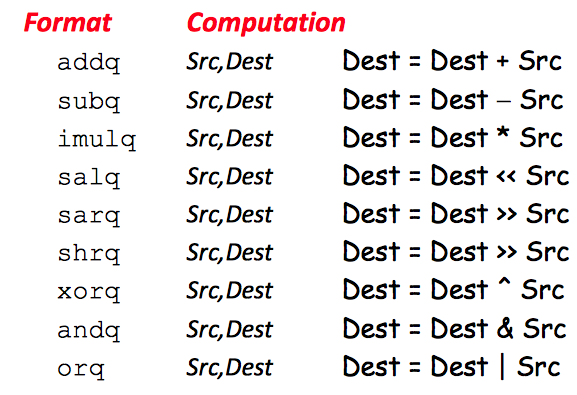 Format Computation
addq Src,Dest Dest = Dest + Src
subq Src,Dest Dest = Dest – Src
imulq Src,Dest Dest = Dest * Src
salq Src,Dest Dest = Dest << Src
sarq Src,Dest Dest = Dest >> Src
shrq Src,Dest Dest = Dest >> Src
xorq Src,Dest Dest = Dest ^ Src
andq Src,Dest Dest = Dest & Src
orq Src,Dest Dest = Dest | Src